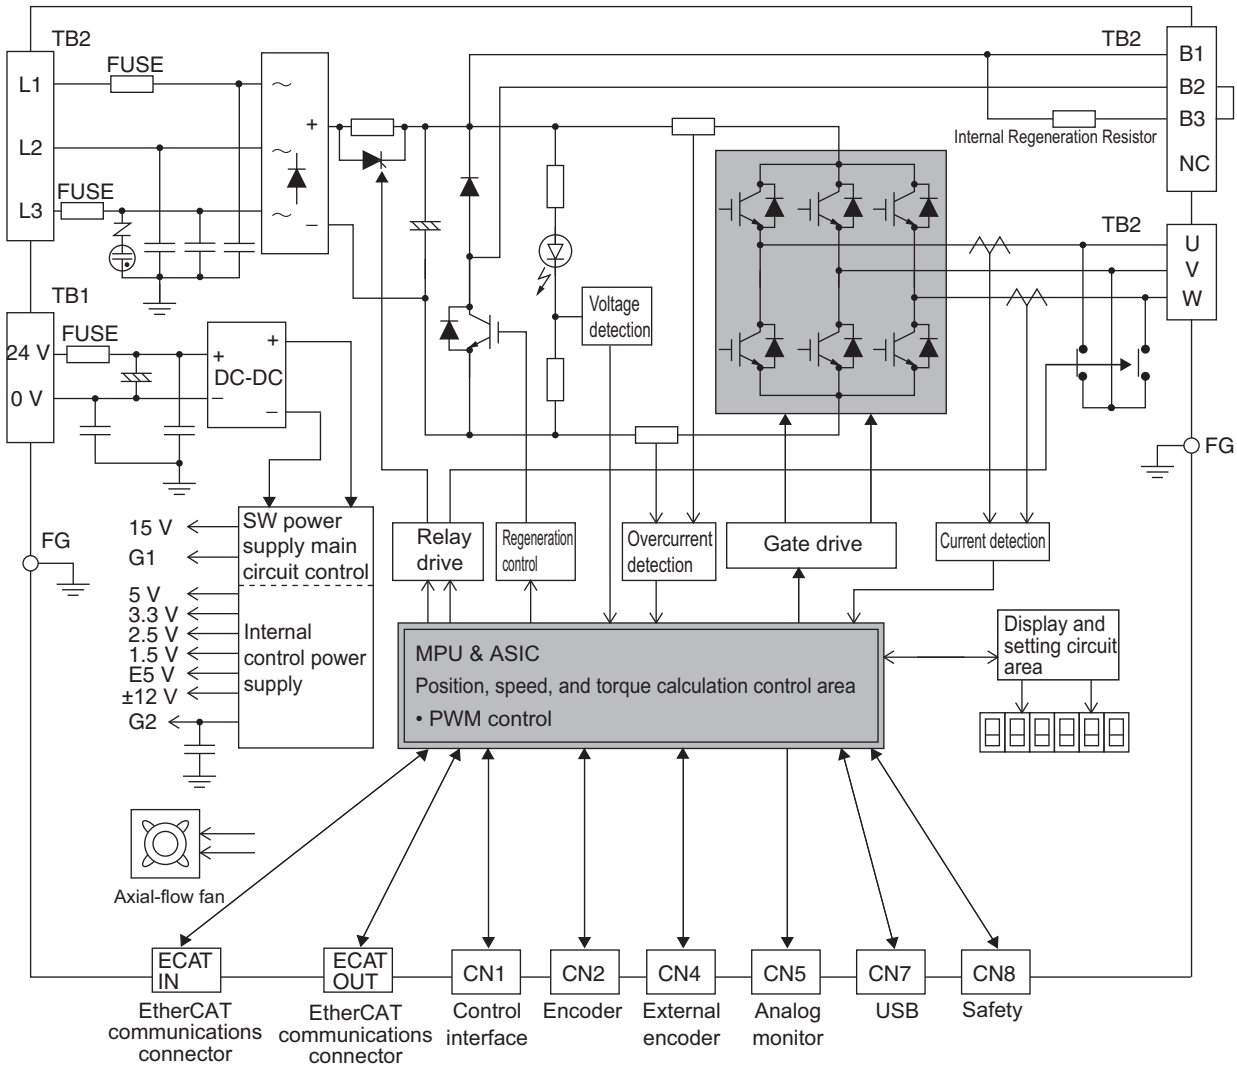 TB2
FUSE
L1
L2
FUSE
L3
+
−
TB2
B1
B2
B3
Internal Regeneration Resistor
NC
TB2
U
V
W
TB1
FUSE
24 V
0 V
+
+
DC-DC
−
−
Voltage
detection
FG
FG
15 V
G1
5 V
3.3 V
2.5 V
1.5 V
E5 V
±12 V
G2
SW power
supply main
circuit control
Internal
control power
supply
Relay
drive
Regeneration
control
Overcurrent
detection
Gate drive
Current detection
MPU & ASIC
Position, speed, and torque calculation control area
• PWM control
Display and
setting circuit
area
Axial-flow fan
ECAT
IN
ECAT
OUT
CN1
CN2
CN4
CN5
CN7
CN8
EtherCAT
communications
connector
EtherCAT
communications
connector
Control
interface
Encoder
External
encoder
Analog
monitor
USB
Safety